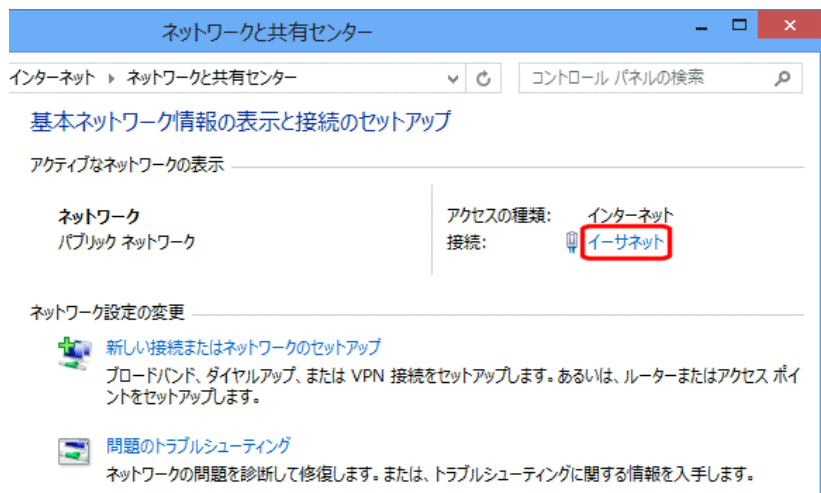 ネットワークと共有センター
インターネット ▸ ネットワークと共有センター
コントロール パネルの検索
基本ネットワーク情報の表示と接続のセットアップ
アクティブなネットワークの表示
ネットワーク
パブリック ネットワーク
アクセスの種類: インターネット
接続: イーサネット
ネットワーク設定の変更
新しい接続またはネットワークのセットアップ
ブロードバンド、ダイヤルアップ、または VPN 接続をセットアップします。あるいは、ルーターまたはアクセス ポイ
ントをセットアップします。
問題のトラブルシューティング
ネットワークの問題を診断して修復します。または、トラブルシューティングに関する情報を入手します。